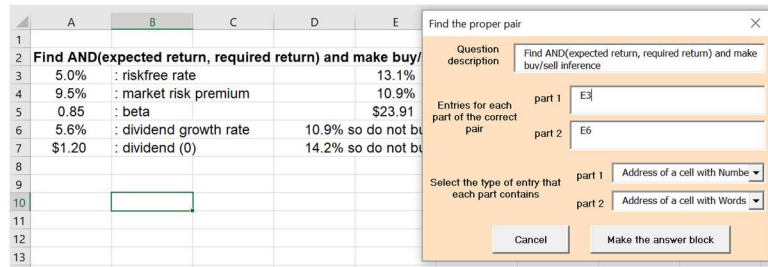 A B C D E
1
2 Find AND(expected return, required return) and make buy/
3 5.0% : riskfree rate 13.1%
4 9.5% : market risk premium 10.9%
5 0.85 : beta $23.91
6 5.6% : dividend growth rate 10.9% so do not bu
7 $1.20 : dividend (0) 14.2% so do not bu
8
9
10
11
12
13
Find the proper pair
Question description
Find AND(expected return, required return) and make
buy/sell inference
Entries for each
part of the correct
pair
part 1 E3
part 2 E6
Select the type of entry that
each part contains
part 1 Address of a cell with Numbe
part 2 Address of a cell with Words
Cancel Make the answer block